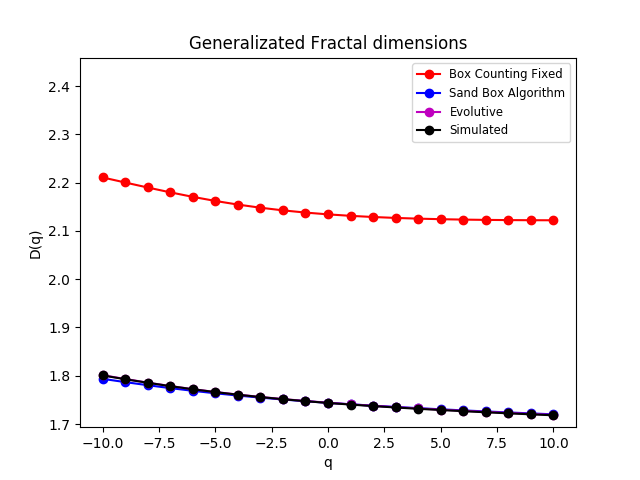 Generalizated Fractal dimensions
Box Counting Fixed
Sand Box Algorithm
Evolutive
Simulated
D(q)
2.4
2.3
2.2
2.1
2.0
1.9
1.8
1.7
−10.0 −7.5 −5.0 −2.5 0.0 2.5 5.0 7.5 10.0
q